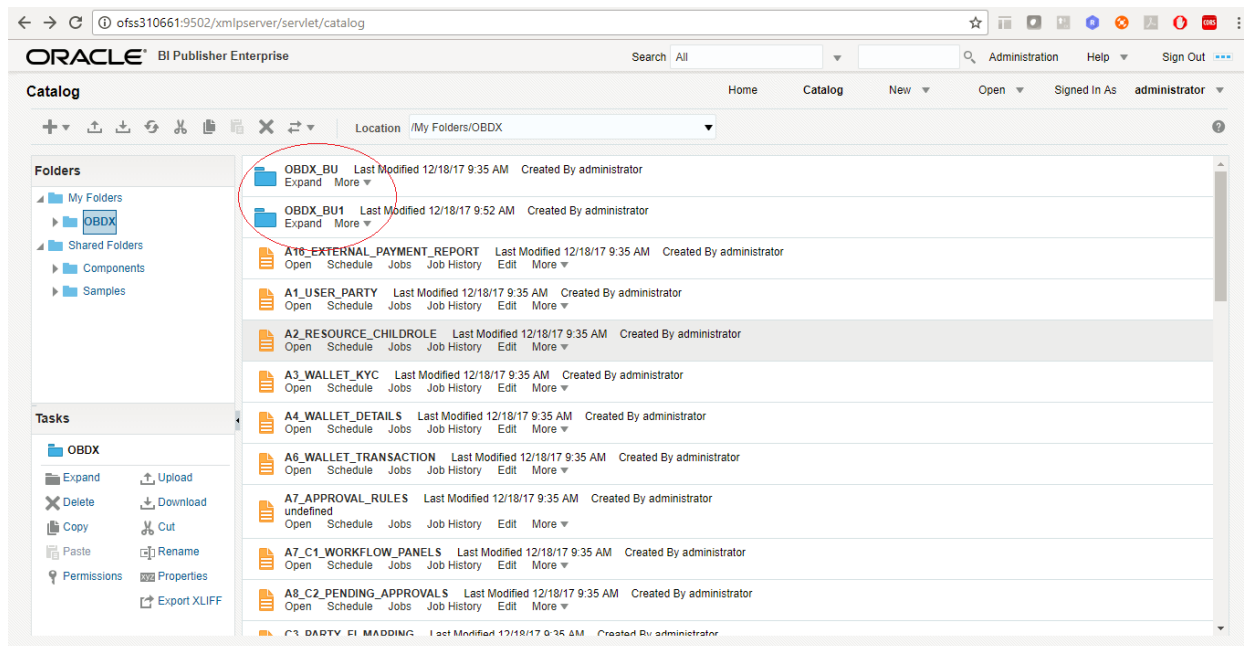 ofss310661:9502/xmlpserver/servlet/catalog
ORACLE BI Publisher Enterprise Search All Administration Help Sign Out
Catalog Home Catalog New Open Signed In As administrator
Location /My Folders/OBDX
Folders
My Folders
OBDX
Shared Folders
Components
Samples
OBDX_BU Last Modified 12/18/17 9:35 AM Created By administrator
Expand More
OBDX_BU1 Last Modified 12/18/17 9:52 AM Created By administrator
Expand More
A16_EXTERNAL_PAYMENT_REPORT Last Modified 12/18/17 9:35 AM Created By administrator
Open Schedule Jobs Job History Edit More
A1_USER_PARTY Last Modified 12/18/17 9:35 AM Created By administrator
Open Schedule Jobs Job History Edit More
A2_RESOURCE_CHILDROLE Last Modified 12/18/17 9:35 AM Created By administrator
Open Schedule Jobs Job History Edit More
A3_WALLET_KYC Last Modified 12/18/17 9:35 AM Created By administrator
Open Schedule Jobs Job History Edit More
A4_WALLET_DETAILS Last Modified 12/18/17 9:35 AM Created By administrator
Open Schedule Jobs Job History Edit More
A6_WALLET_TRANSACTION Last Modified 12/18/17 9:35 AM Created By administrator
Open Schedule Jobs Job History Edit More
A7_APPROVAL_RULES Last Modified 12/18/17 9:35 AM Created By administrator
undefined
Open Schedule Jobs Job History Edit More
A7_C1_WORKFLOW_PANELS Last Modified 12/18/17 9:35 AM Created By administrator
Open Schedule Jobs Job History Edit More
A8_C2_PENDING_APPROVALS Last Modified 12/18/17 9:35 AM Created By administrator
Open Schedule Jobs Job History Edit More
C3_PARTY_FI_MAPPING Last Modified 12/18/17 9:35 AM Created By administrator
Tasks
OBDX
Expand Upload
Delete Download
Copy Cut
Paste Rename
Permissions xyz Properties
Export XLIFF